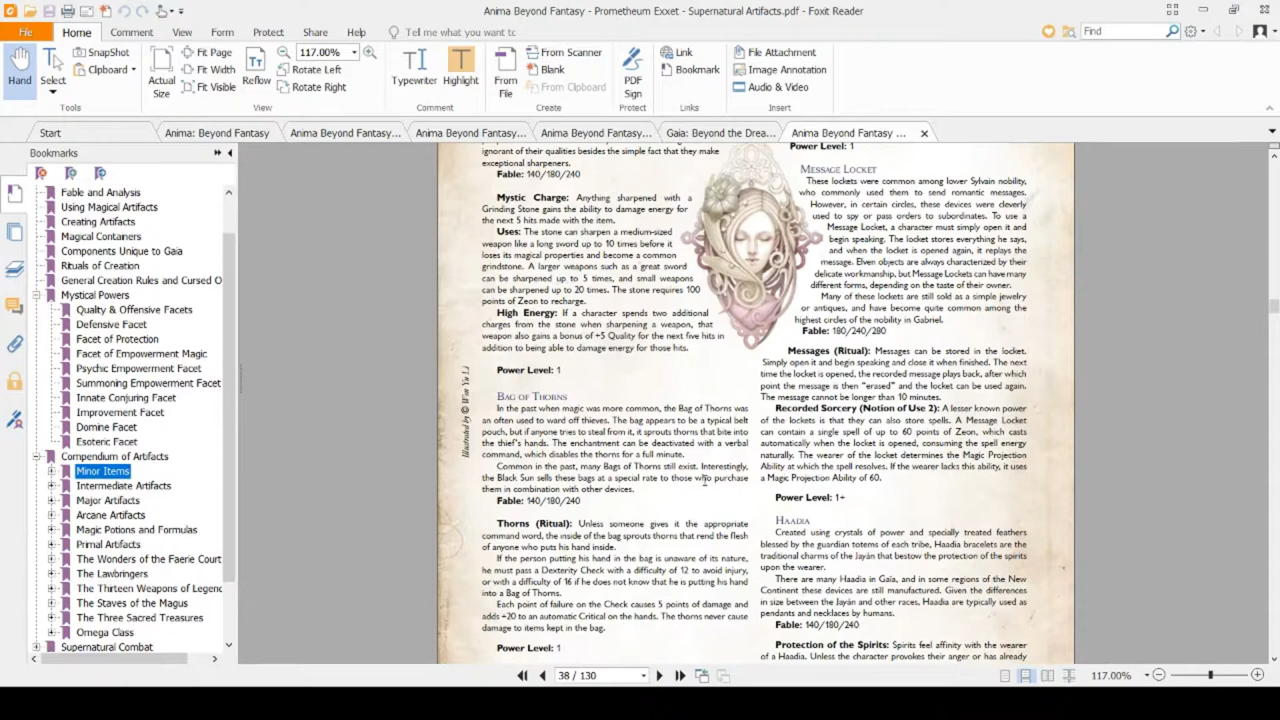 Anima Beyond Fantasy - Prometheum Exxet - Supernatural Artifacts.pdf - Foxit Reader
File
Home
Comment
View
Form
Protect
Share
Help
Tell me what you want to
Find
Hand
Select
SnapShot
Clipboard
Actual
Size
Fit Page
Fit Width
Fit Visible
Reflow
117.00%
Rotate Left
Rotate Right
Typewriter
Highlight
From
File
From Scanner
Blank
From Clipboard
PDF
Sign
Link
Bookmark
File Attachment
Image Annotation
Audio & Video
Tools
View
Comment
Create
Protect
Links
Insert
Start
Anima: Beyond Fantasy
Anima Beyond Fantasy...
Anima Beyond Fantasy...
Anima Beyond Fantasy...
Gaia: Beyond the Drea...
Anima Beyond Fantasy ...
Bookmarks
Fable and Analysis
Using Magical Artifacts
Creating Artifacts
Magical Containers
Components Unique to Gaia
Rituals of Creation
General Creation Rules and Cursed O
Mystical Powers
Quality & Offensive Facets
Defensive Facet
Facet of Protection
Facet of Empowerment Magic
Psychic Empowerment Facet
Summoning Empowerment Facet
Innate Conjuring Facet
Improvement Facet
Domine Facet
Esoteric Facet
Compendium of Artifacts
Minor Items
Intermediate Artifacts
Major Artifacts
Arcane Artifacts
Magic Potions and Formulas
Primal Artifacts
The Wonders of the Faerie Court
The Lawbringers
The Thirteen Weapons of Legend
The Staves of the Magus
The Three Sacred Treasures
Omega Class
Supernatural Combat
ignorant of their qualities besides the simple fact that they make
exceptional sharpeners.
Fable: 140/180/240
Mystic Charge: Anything sharpened with a
Grinding Stone gains the ability to damage energy for
the next 5 hits made with the item.
Uses: The stone can sharpen a medium-sized
weapon like a long sword up to 10 times before it
loses its magical properties and become a common
grindstone. A larger weapons such as a great sword
can be sharpened up to 5 times, and small weapons
can be sharpened up to 20 times. The stone requires 100
points of Zeon to recharge.
High Energy: If a character spends two additional
charges from the stone when sharpening a weapon, that
weapon also gains a bonus of +5 Quality for the next five hits in
addition to being able to damage energy for those hits.
Power Level: 1
Bag of Thorns
In the past when magic was more common, the Bag of Thorns was
an often used to ward off thieves. The bag appears to be a typical belt
pouch, but if anyone tries to steal from it, it sprouts thorns that bite into
the thief's hands. The enchantment can be deactivated with a verbal
command, which disables the thorns for a full minute.
Common in the past, many Bags of Thorns still exist. Interestingly,
the Black Sun sells these bags at a special rate to those who purchase
them in combination with other devices.
Fable: 140/180/240
Thorns (Ritual): Unless someone gives it the appropriate
command word, the inside of the bag sprouts thorns that rend the flesh
of anyone who puts his hand inside.
If the person putting his hand in the bag is unaware of its nature,
he must pass a Dexterity Check with a difficulty of 12 to avoid injury,
or with a difficulty of 16 if he does not know that he is putting his hand
into a Bag of Thorns.
Each point of failure on the Check causes 5 points of damage and
adds +20 to an automatic Critical on the hands. The thorns never cause
damage to items kept in the bag.
Power Level: 1
Illustrated by © Wen Yu Li
Power Level: 1
Message Locket
These lockets were common among lower Sylvain nobility,
who commonly used them to send romantic messages.
However, in certain circles, these devices were cleverly
used to spy or pass orders to subordinates. To use a
Message Locket, a character must simply open it and
begin speaking. The locket stores everything he says,
and when the locket is opened again, it replays the
message. Elven objects are always characterized by their
delicate workmanship, but Message Lockets can have many
different forms, depending on the taste of their owner.
Many of these lockets are still sold as a simple jewelry
or antiques, and have become quite common among the
highest circles of the nobility in Gabriel.
Fable: 180/240/280
Messages (Ritual): Messages can be stored in the locket.
Simply open it and begin speaking and close it when finished. The next
time the locket is opened, the recorded message plays back, after which
point the message is then "erased" and the locket can be used again.
The message cannot be longer than 10 minutes.
Recorded Sorcery (Notion of Use 2): A lesser known power
of the lockets is that they can also store spells. A Message Locket
can contain a single spell of up to 60 points of Zeon, which casts
automatically when the locket is opened, consuming the spell energy
naturally. The wearer of the locket determines the Magic Projection
Ability at which the spell resolves. If the wearer lacks this ability, it uses
a Magic Projection Ability of 60.
Power Level: 1+
Haadia
Created using crystals of power and specially treated feathers
blessed by the guardian totems of each tribe, Haadia bracelets are the
traditional charms of the Jayán that bestow the protection of the spirits
upon the wearer.
There are many Haadia in Gaïa, and in some regions of the New
Continent these devices are still manufactured. Given the differences
in size between the Jayán and other races, Haadia are typically used as
pendants and necklaces by humans.
Fable: 140/180/240
Protection of the Spirits: Spirits feel affinity with the wearer
of a Haadia. Unless the character provokes their anger or has already
38 / 130
117.00%